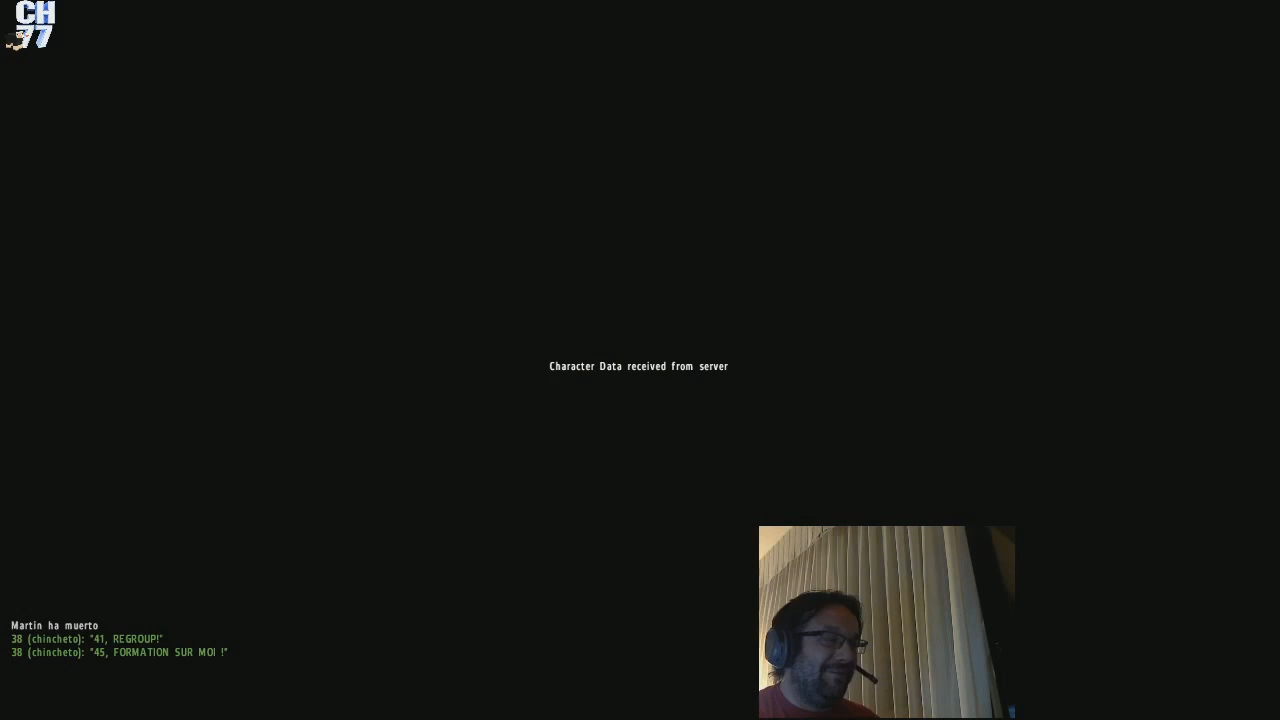 CH
77
Character Data received from server
Martin ha muerto
38 (chincheto): "41, REGROUP!"
38 (chincheto): "45, FORMATION SUR MOI !"